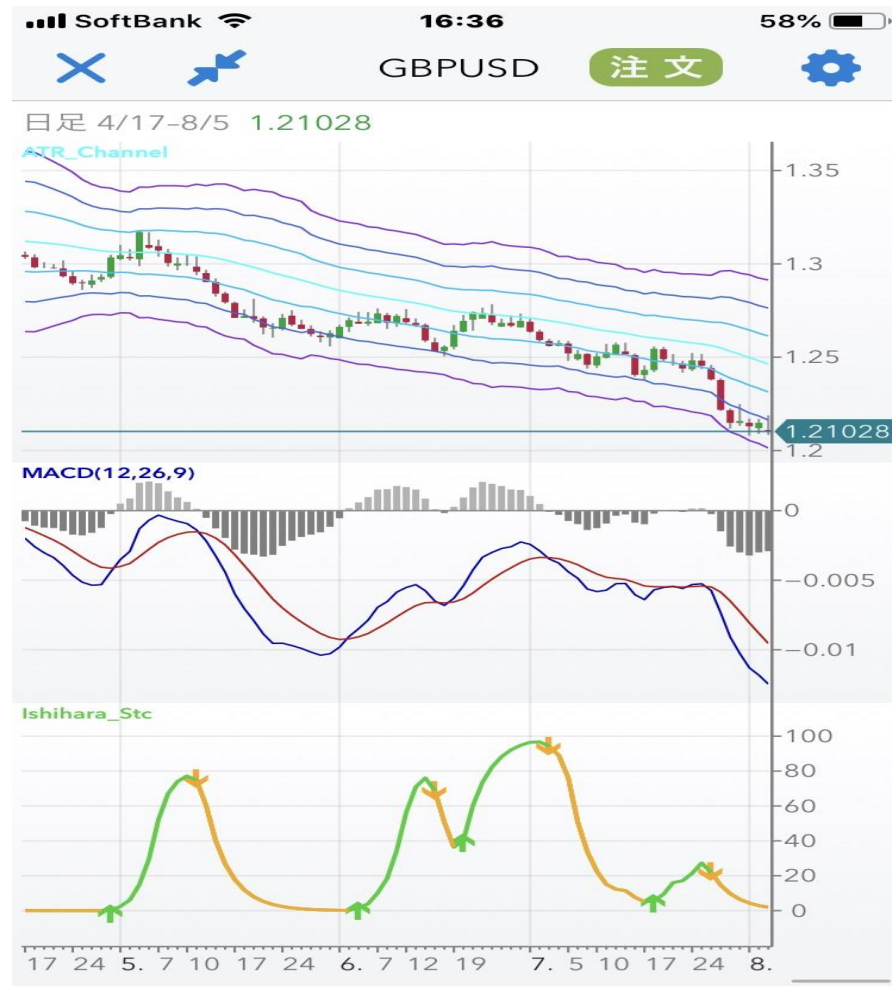 SoftBank 16:36 58%
GBPUSD 注文
日足 4/17-8/5 1.21028
ATR_Channel
1.35
1.3
1.25
1.21028
1.2
MACD(12,26,9)
0
-0.005
-0.01
Ishihara_Stc
100
80
60
40
20
0
17 24 5. 7 10 17 24 6. 7 12 19 7. 5 10 17 24 8.